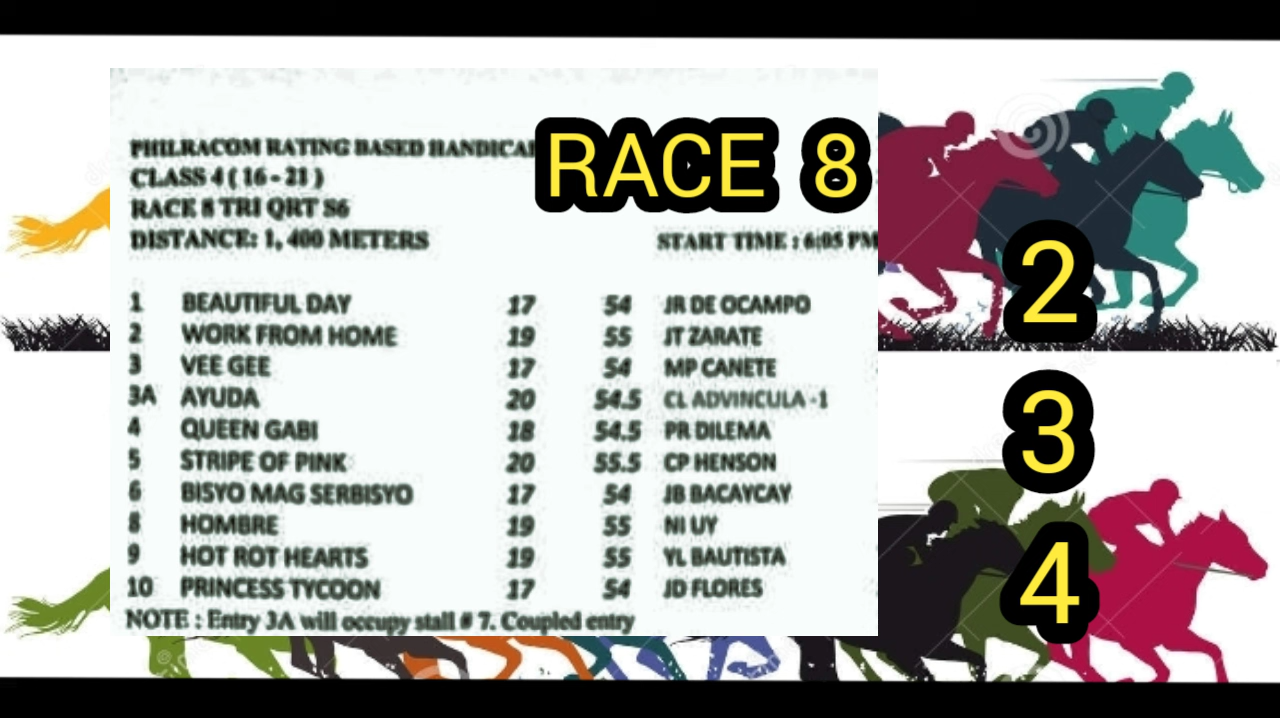 PHILRACOM RATING BASED HANDICAP
RACE 8
CLASS 4 ( 16 - 21 )
RACE 8 TRI QRT S6
DISTANCE: 1, 400 METERS START TIME : 6:05 PM
1 BEAUTIFUL DAY 17 54 JR DE OCAMPO
2 WORK FROM HOME 19 55 JT ZARATE
3 VEE GEE 17 54 MP CANETE
3A AYUDA 20 54.5 CL ADVINCULA -1
4 QUEEN GABI 18 54.5 PR DILEMA
5 STRIPE OF PINK 20 55.5 CP HENSON
6 BISYO MAG SERBISYO 17 54 JB BACAYCAY
8 HOMBRE 19 55 NI UY
9 HOT ROT HEARTS 19 55 YL BAUTISTA
10 PRINCESS TYCOON 17 54 JD FLORES
NOTE : Entry 3A will occupy stall # 7. Coupled entry
2
3
4